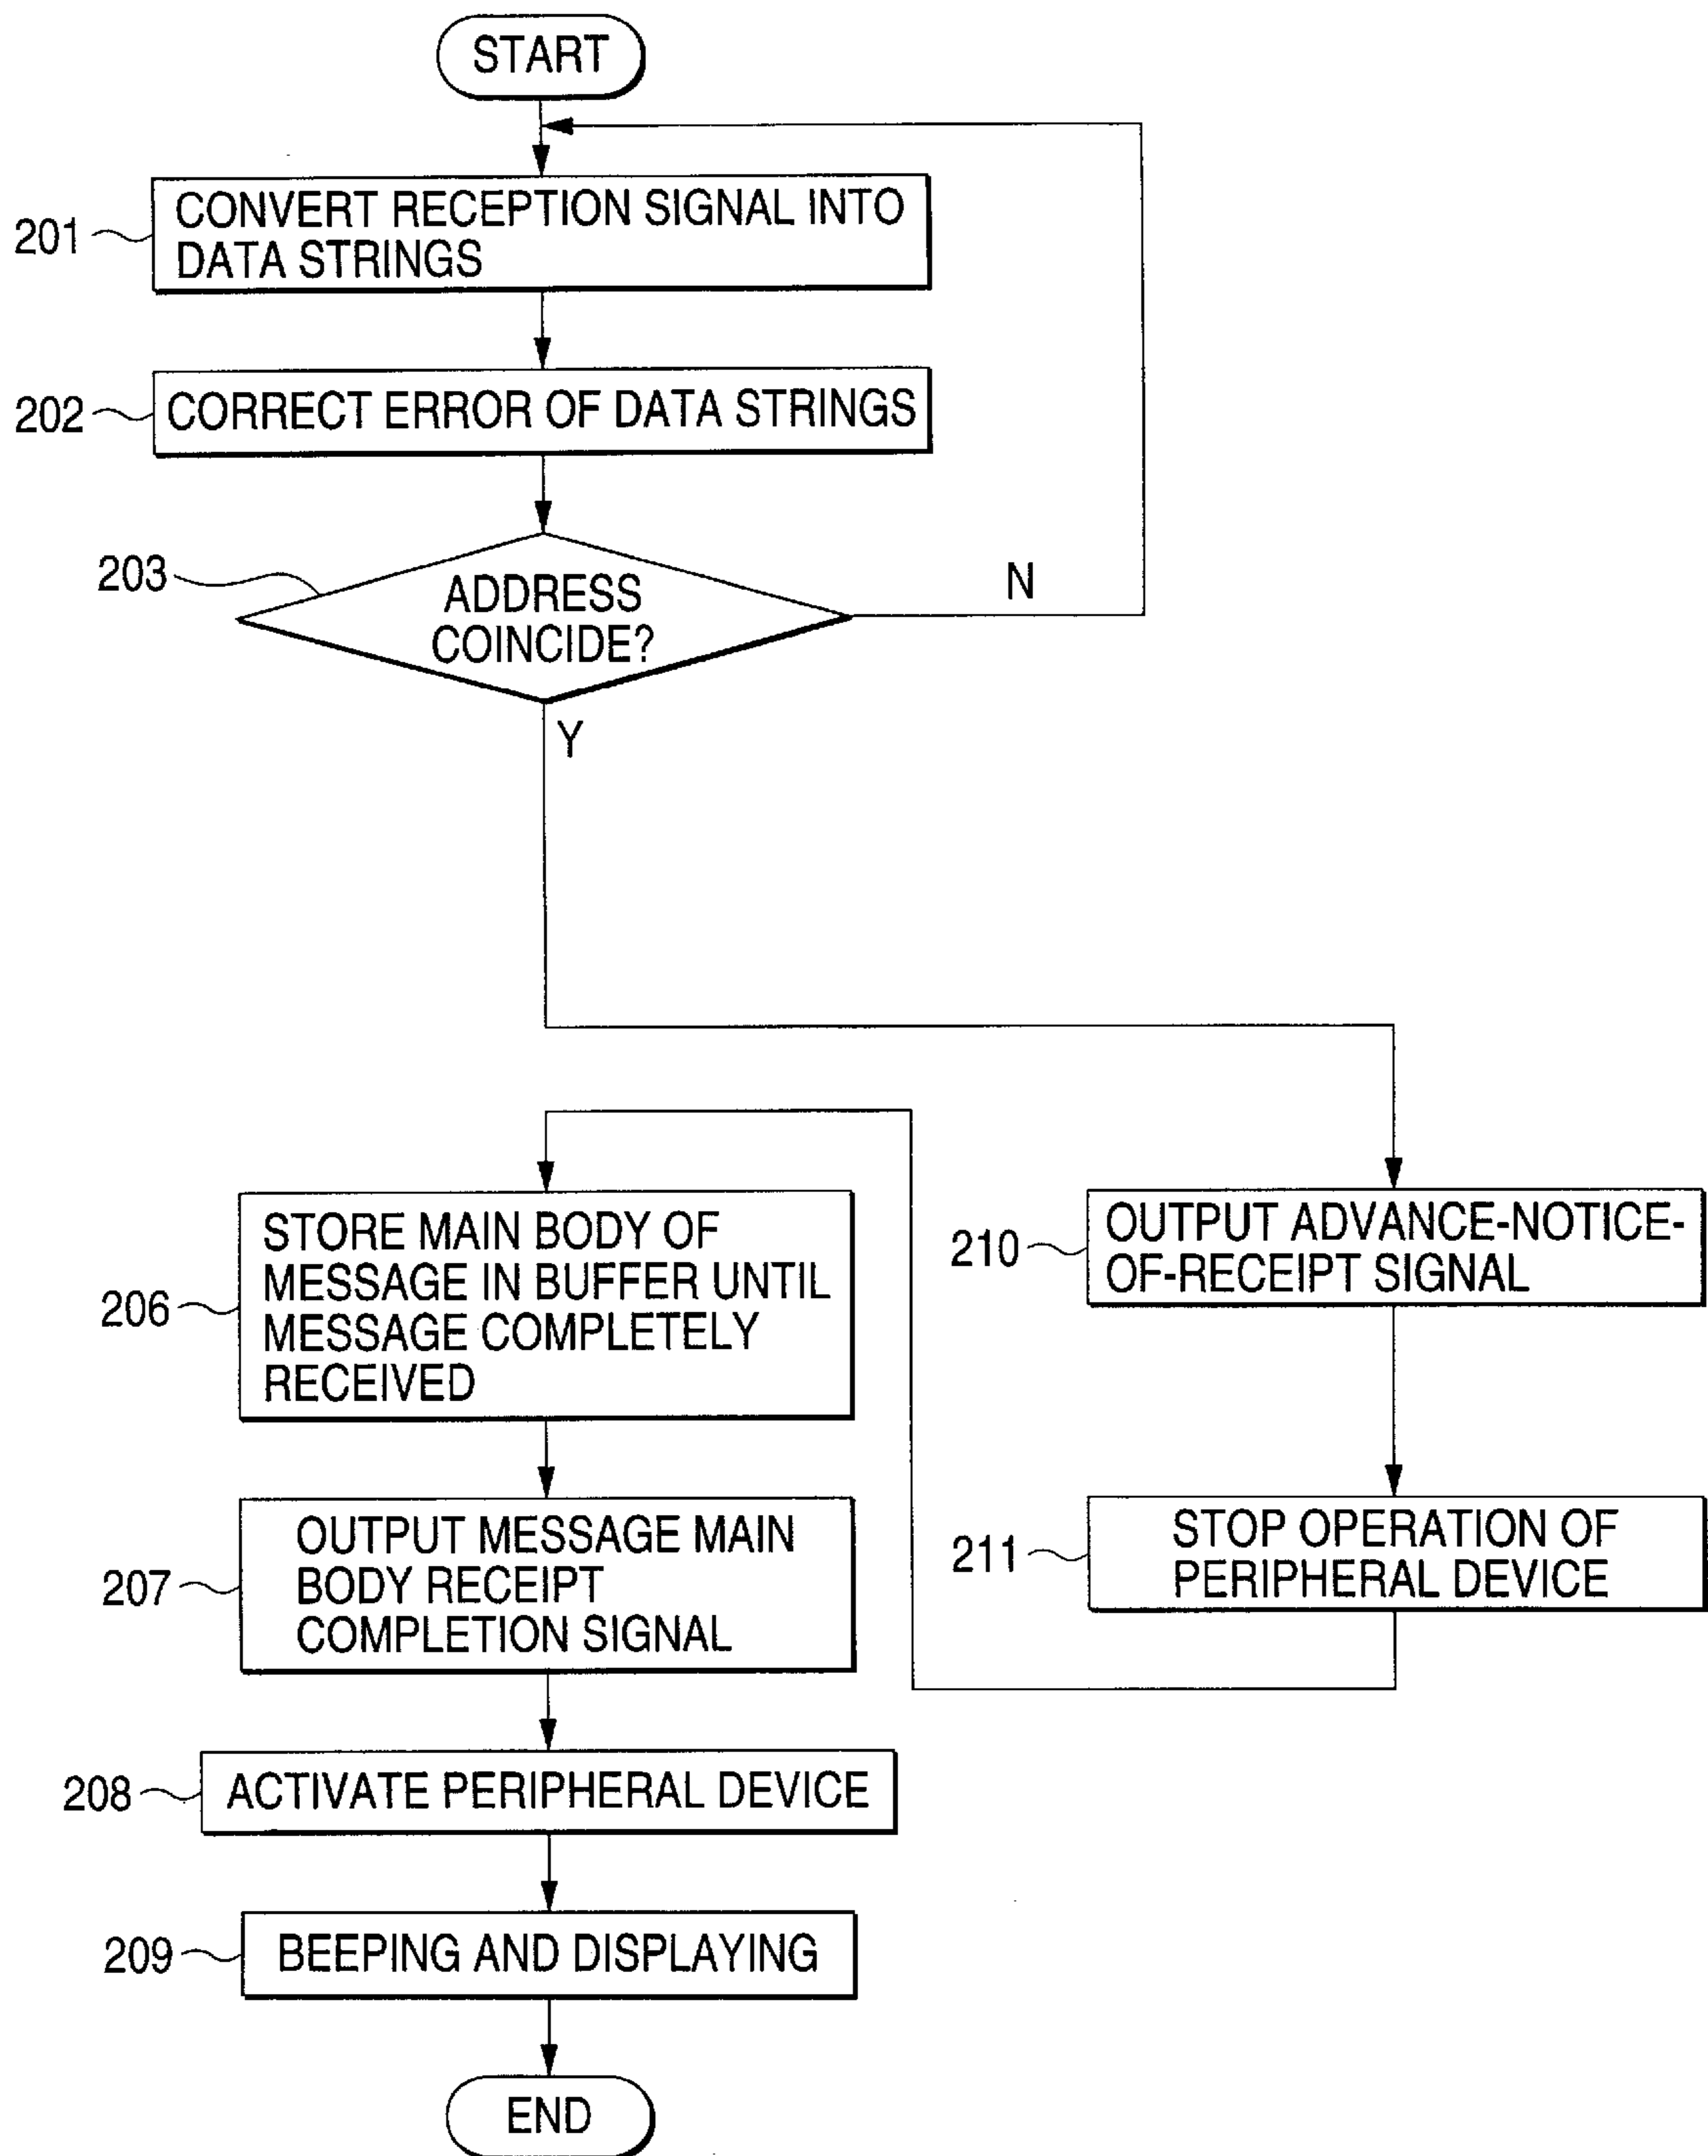 START
201
CONVERT RECEPTION SIGNAL INTO
DATA STRINGS
202
CORRECT ERROR OF DATA STRINGS
203
ADDRESS
COINCIDE?
N
Y
210
OUTPUT ADVANCE-NOTICE-
OF-RECEIPT SIGNAL
211
STOP OPERATION OF
PERIPHERAL DEVICE
206
STORE MAIN BODY OF
MESSAGE IN BUFFER UNTIL
MESSAGE COMPLETELY
RECEIVED
207
OUTPUT MESSAGE MAIN
BODY RECEIPT
COMPLETION SIGNAL
208
ACTIVATE PERIPHERAL DEVICE
209
BEEPING AND DISPLAYING
END